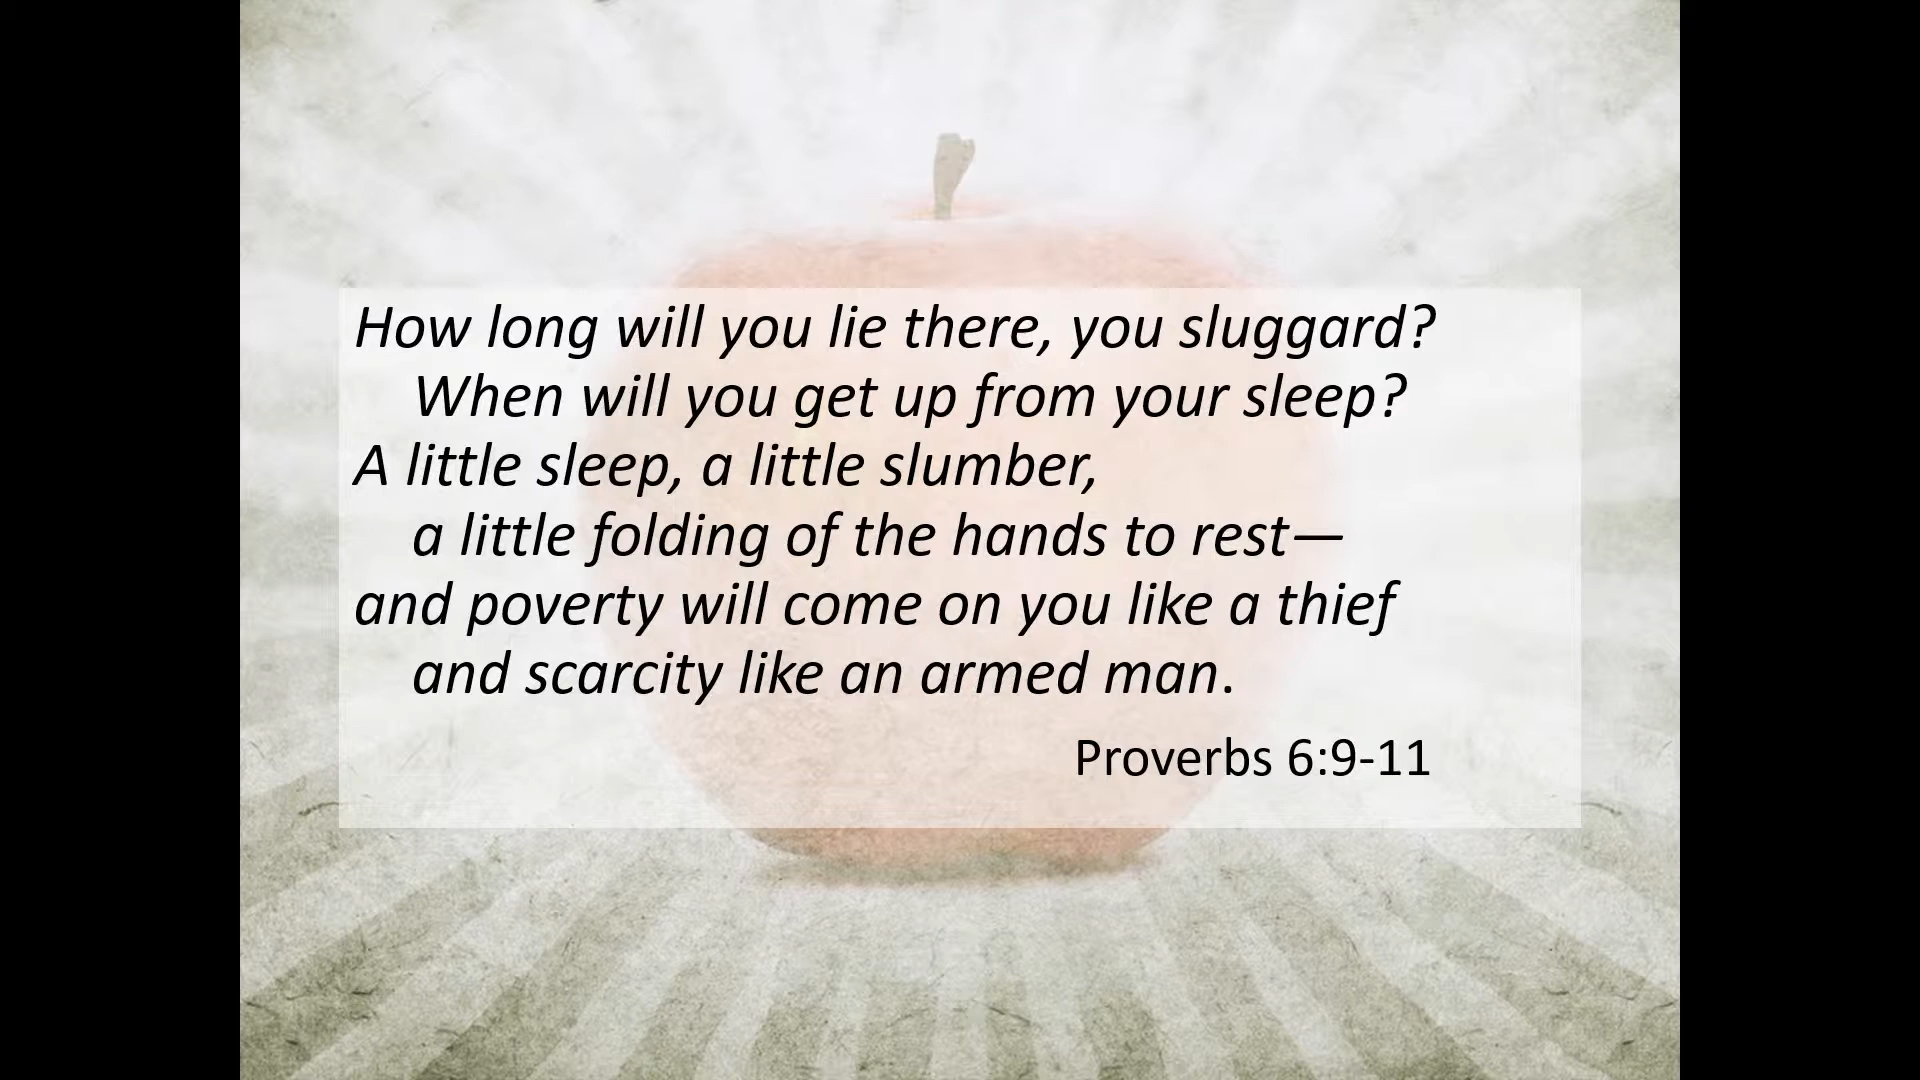 How long will you lie there, you sluggard?
When will you get up from your sleep?
A little sleep, a little slumber,
a little folding of the hands to rest—
and poverty will come on you like a thief
and scarcity like an armed man.
Proverbs 6:9-11